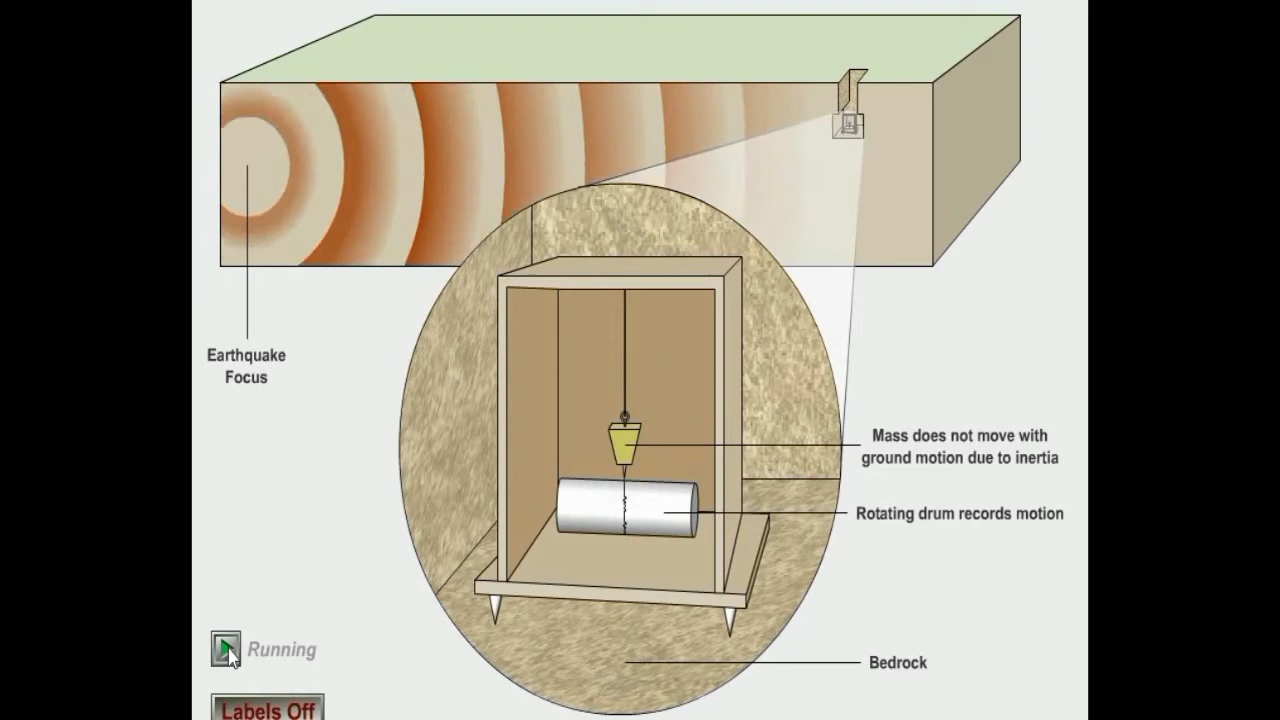 Earthquake
Focus
Mass does not move with
ground motion due to inertia
Rotating drum records motion
Running
Bedrock
Labels Off